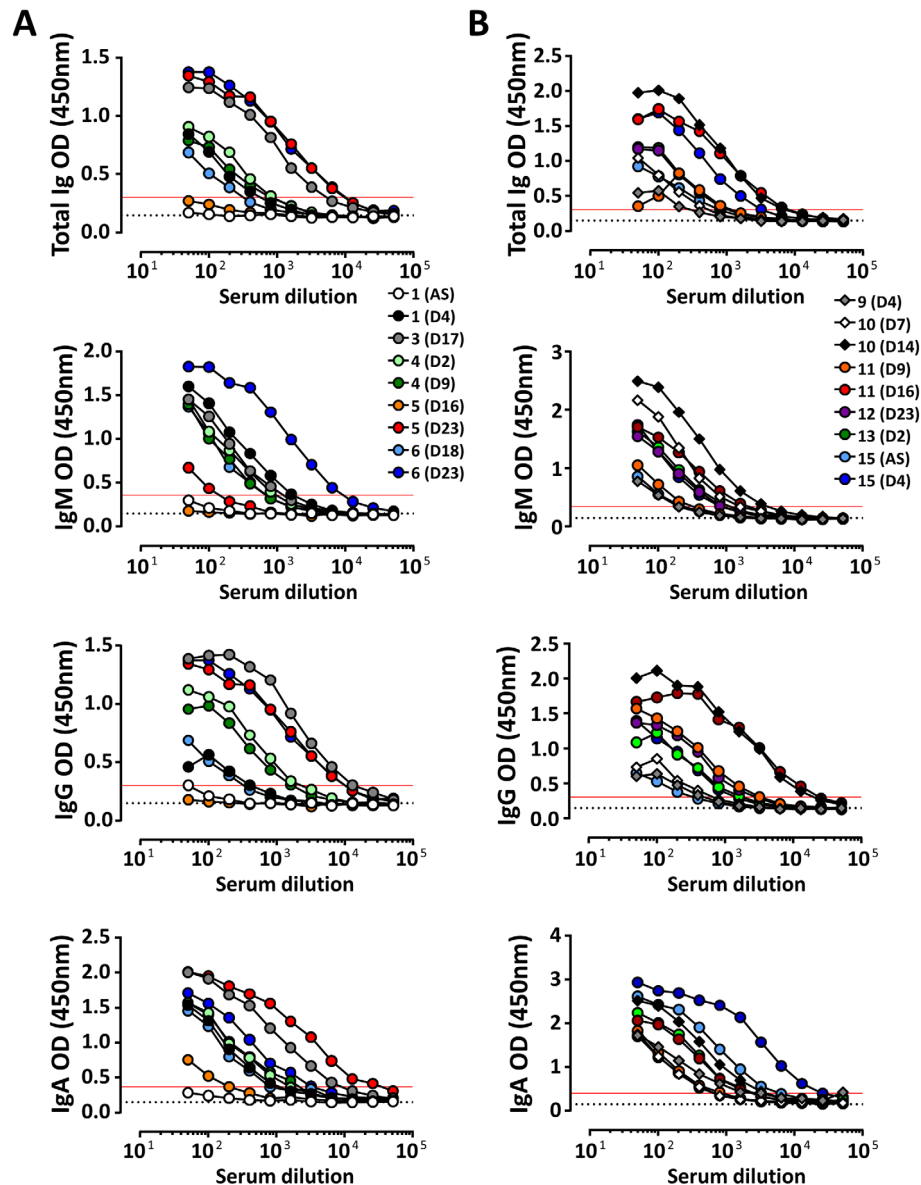 A
B
Total Ig OD (450nm)
1.5
1.0
0.5
0.0
10¹ 10² 10³ 10⁴ 10⁵
Serum dilution
Total Ig OD (450nm)
2.5
2.0
1.5
1.0
0.5
0.0
10¹ 10² 10³ 10⁴ 10⁵
Serum dilution
1 (AS)
1 (D4)
3 (D17)
4 (D2)
4 (D9)
5 (D16)
5 (D23)
6 (D18)
6 (D23)
9 (D4)
10 (D7)
10 (D14)
11 (D9)
11 (D16)
12 (D23)
13 (D2)
15 (AS)
15 (D4)
IgM OD (450nm)
2.0
1.5
1.0
0.5
0.0
10¹ 10² 10³ 10⁴ 10⁵
Serum dilution
IgM OD (450nm)
3
2
1
0
10¹ 10² 10³ 10⁴ 10⁵
Serum dilution
IgG OD (450nm)
1.5
1.0
0.5
0.0
10¹ 10² 10³ 10⁴ 10⁵
Serum dilution
IgG OD (450nm)
2.5
2.0
1.5
1.0
0.5
0.0
10¹ 10² 10³ 10⁴ 10⁵
Serum dilution
IgA OD (450nm)
2.5
2.0
1.5
1.0
0.5
0.0
10¹ 10² 10³ 10⁴ 10⁵
Serum dilution
IgA OD (450nm)
4
3
2
1
0
10¹ 10² 10³ 10⁴ 10⁵
Serum dilution